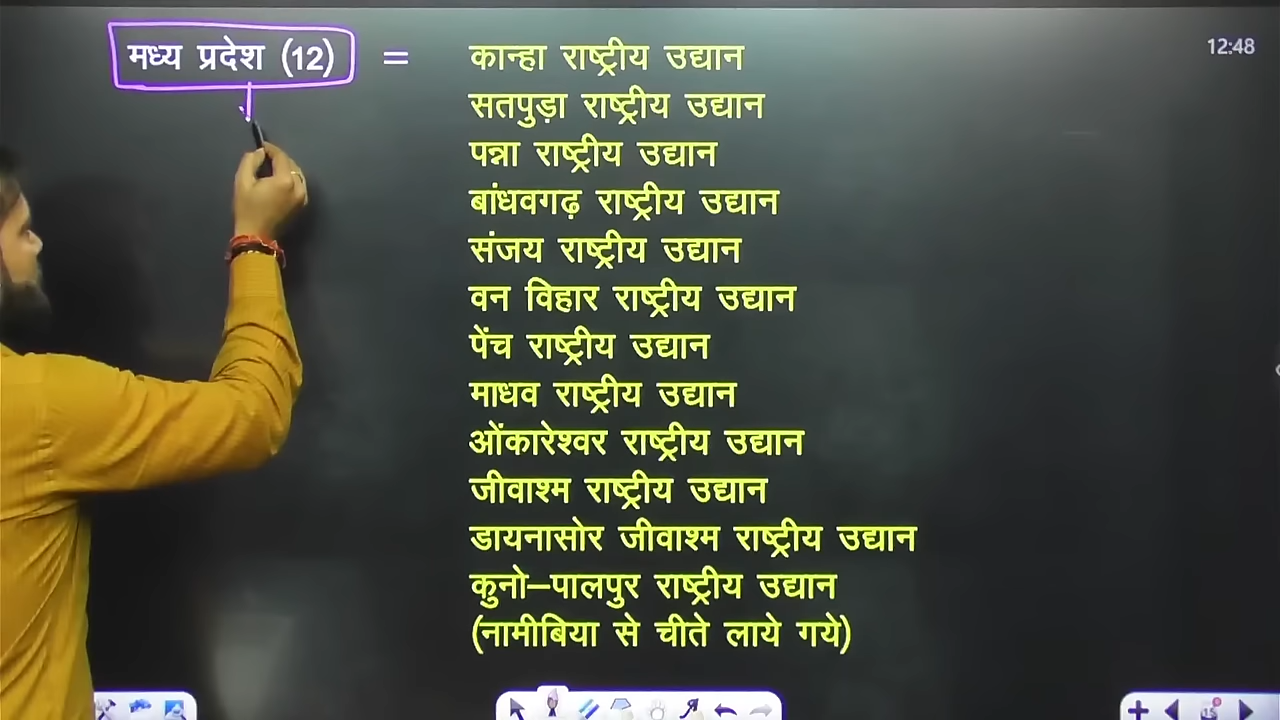 मध्य प्रदेश (12) = कान्हा राष्ट्रीय उद्यान
12:48
सतपुड़ा राष्ट्रीय उद्यान
पन्ना राष्ट्रीय उद्यान
बांधवगढ़ राष्ट्रीय उद्यान
संजय राष्ट्रीय उद्यान
वन विहार राष्ट्रीय उद्यान
पेंच राष्ट्रीय उद्यान
माधव राष्ट्रीय उद्यान
ओंकारेश्वर राष्ट्रीय उद्यान
जीवाश्म राष्ट्रीय उद्यान
डायनासोर जीवाश्म राष्ट्रीय उद्यान
कुनो–पालपुर राष्ट्रीय उद्यान
(नामीबिया से चीते लाये गये)